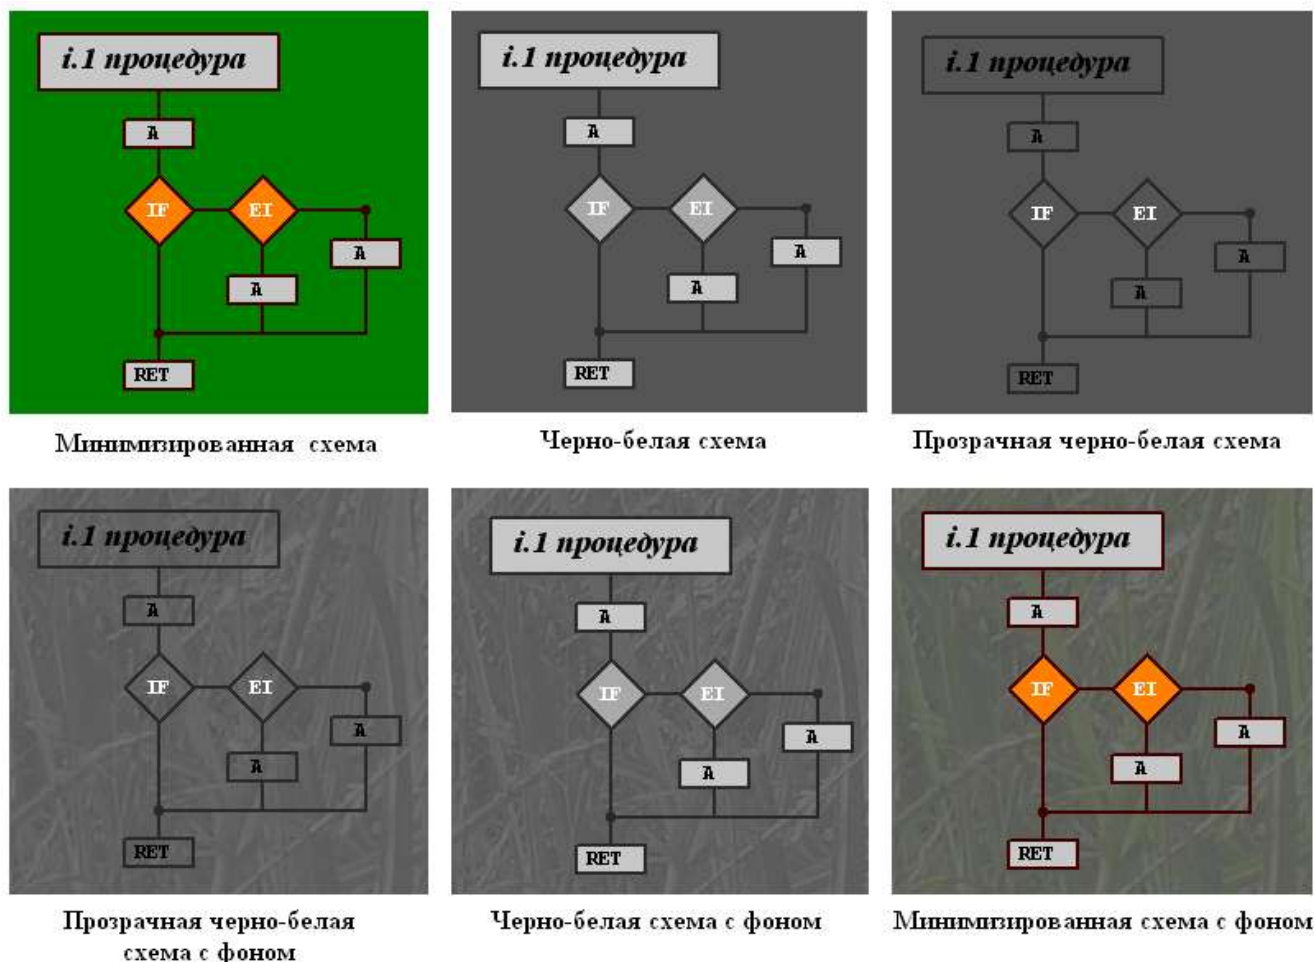 i.1 процедура
A
IF
EI
A
A
RET
Минимизированная схема
i.1 процедура
A
IF
EI
A
A
RET
Черно-белая схема
i.1 процедура
A
IF
EI
A
A
RET
Прозрачная черно-белая схема
i.1 процедура
A
IF
EI
A
A
RET
Прозрачная черно-белая
схема с фоном
i.1 процедура
A
IF
EI
A
A
RET
Черно-белая схема с фоном
i.1 процедура
A
IF
EI
A
A
RET
Минимизированная схема с фоном